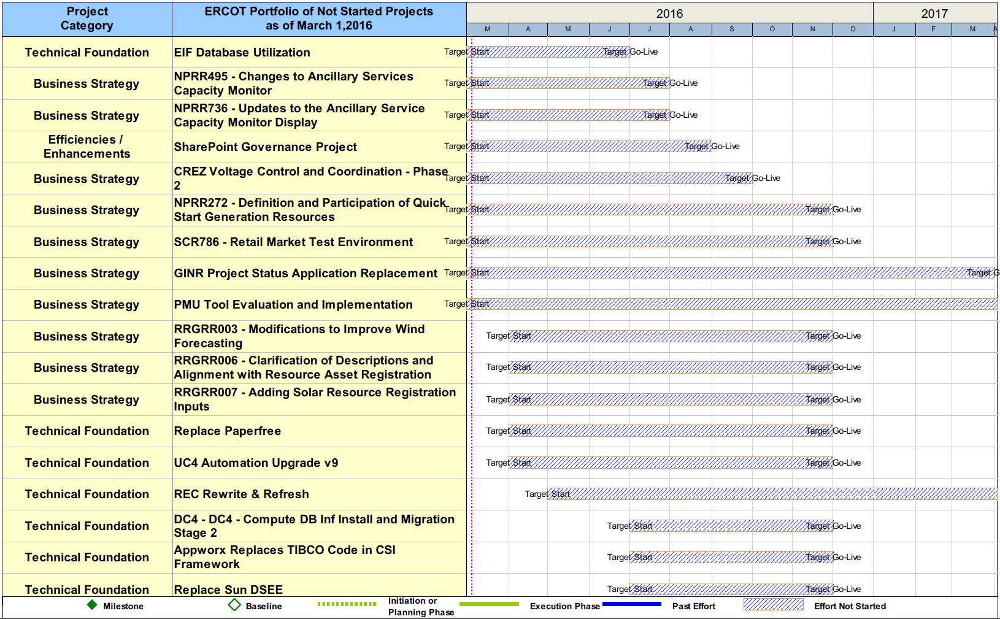 Project
Category
ERCOT Portfolio of Not Started Projects
as of March 1,2016
2016
2017
M A M J J A S O N D J F M A
Technical Foundation
EIF Database Utilization
Target Start
Target Go-Live
Business Strategy
NPRR495 - Changes to Ancillary Services
Capacity Monitor
Target Start
Target Go-Live
Business Strategy
NPRR736 - Updates to the Ancillary Service
Capacity Monitor Display
Target Start
Target Go-Live
Efficiencies /
Enhancements
SharePoint Governance Project
Target Start
Target Go-Live
Business Strategy
CREZ Voltage Control and Coordination - Phase
2
Target Start
Target Go-Live
Business Strategy
NPRR272 - Definition and Participation of Quick
Start Generation Resources
Target Start
Target Go-Live
Business Strategy
SCR786 - Retail Market Test Environment
Target Start
Target Go-Live
Business Strategy
GINR Project Status Application Replacement
Target Start
Target G
Business Strategy
PMU Tool Evaluation and Implementation
Target Start
Business Strategy
RRGRR003 - Modifications to Improve Wind
Forecasting
Target Start
Target Go-Live
Business Strategy
RRGRR006 - Clarification of Descriptions and
Alignment with Resource Asset Registration
Target Start
Target Go-Live
Business Strategy
RRGRR007 - Adding Solar Resource Registration
Inputs
Target Start
Target Go-Live
Technical Foundation
Replace Paperfree
Target Start
Target Go-Live
Technical Foundation
UC4 Automation Upgrade v9
Target Start
Target Go-Live
Technical Foundation
REC Rewrite & Refresh
Target Start
Technical Foundation
DC4 - DC4 - Compute DB Inf Install and Migration
Stage 2
Target Start
Target Go-Live
Technical Foundation
Appworx Replaces TIBCO Code in CSI
Framework
Target Start
Target Go-Live
Technical Foundation
Replace Sun DSEE
Target Start
Target Go-Live
Milestone
Baseline
Initiation or
Planning Phase
Execution Phase
Past Effort
Effort Not Started